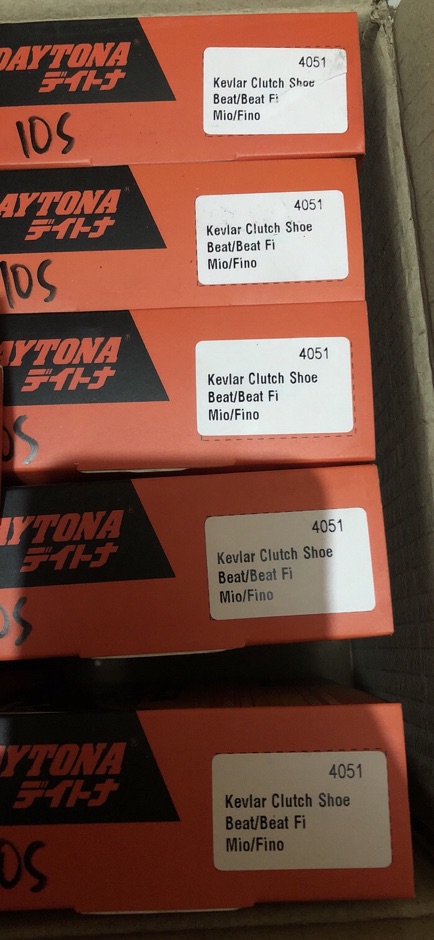 DAYTONA
デイトナ
10S
4051
Kevlar Clutch Shoe
Beat/Beat Fi
Mio/Fino
AYTONA
デイトナ
10S
4051
Kevlar Clutch Shoe
Beat/Beat Fi
Mio/Fino
AYTONA
デイトナ
0S
4051
Kevlar Clutch Shoe
Beat/Beat Fi
Mio/Fino
AYTONA
デイトナ
0S
4051
Kevlar Clutch Shoe
Beat/Beat Fi
Mio/Fino
AYTONA
デイトナ
0S
4051
Kevlar Clutch Shoe
Beat/Beat Fi
Mio/Fino